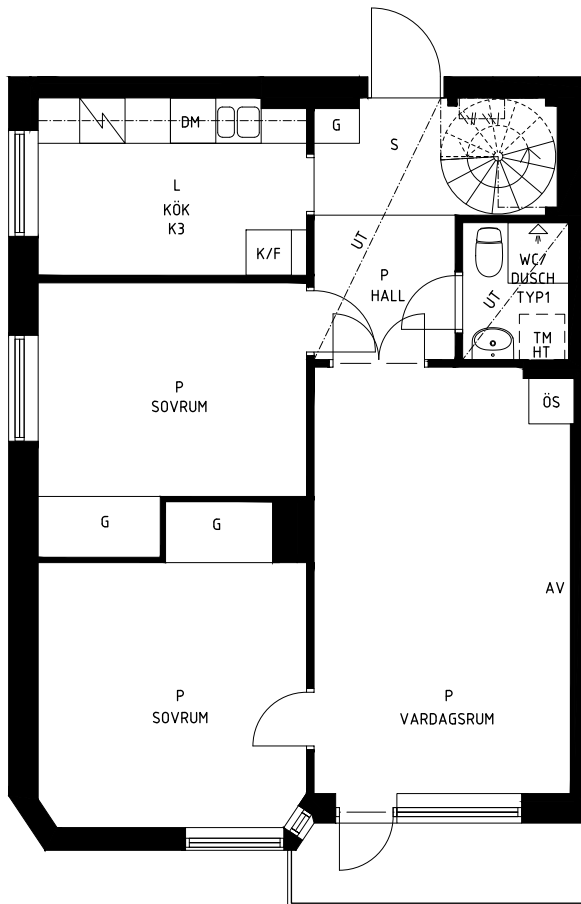 DM
G
S
L
KÖK
K3
K/F
UT
P
HALL
WC/
DUSCH
TYP1
UT
TM
HT
P
SOVRUM
ÖS
G
G
AV
P
SOVRUM
P
VARDAGSRUM